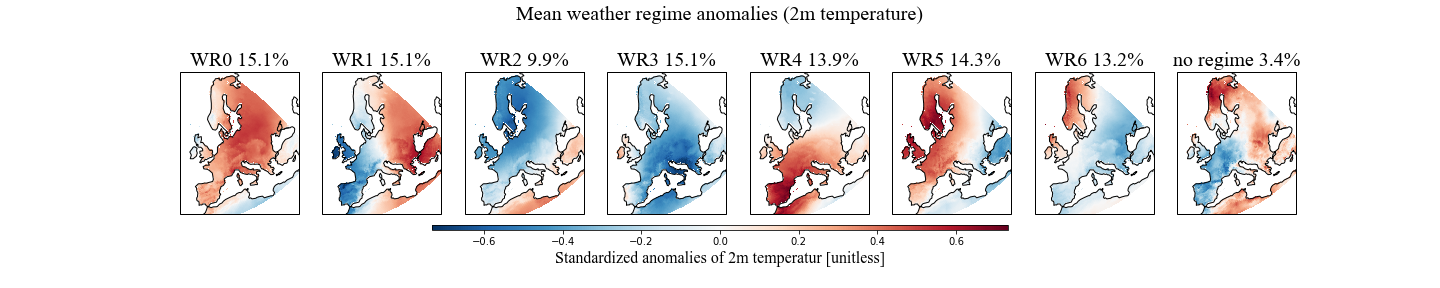 Mean weather regime anomalies (2m temperature)
WR0 15.1% WR1 15.1% WR2 9.9% WR3 15.1% WR4 13.9% WR5 14.3% WR6 13.2% no regime 3.4%
−0.6 −0.4 −0.2 0.0 0.2 0.4 0.6
Standardized anomalies of 2m temperatur [unitless]